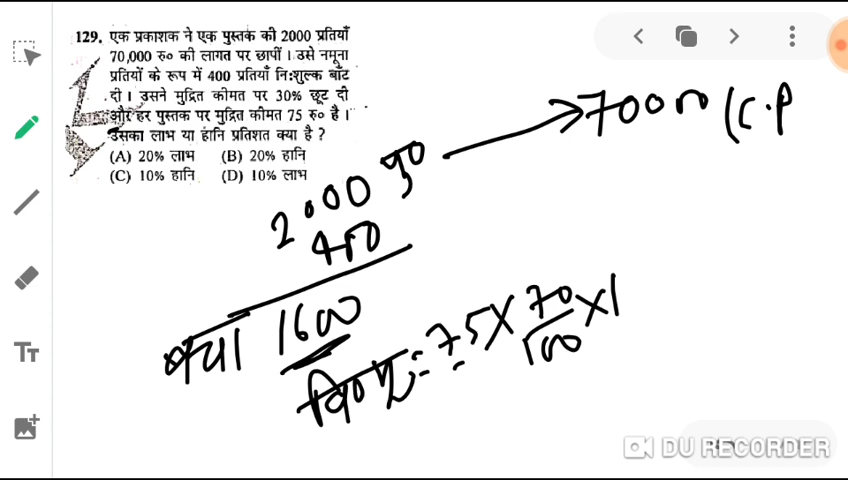 129. एक प्रकाशक ने एक पुस्तक की 2000 प्रतियाँ
70,000 रु० की लागत पर छापीं । उसे नमूना
प्रतियों के रूप में 400 प्रतियाँ नि:शुल्क बाँट
दी । उसने मुद्रित कीमत पर 30% छूट दी
और हर पुस्तक पर मुद्रित कीमत 75 रु० है ।
उसका लाभ या हानि प्रतिशत क्या है ?
(A) 20% लाभ (B) 20% हानि
(C) 10% हानि (D) 10% लाभ
2000 पु०
70000 (C.P
400
1600
वि० मू० = 75 × 70/100 × 1
DU RECORDER